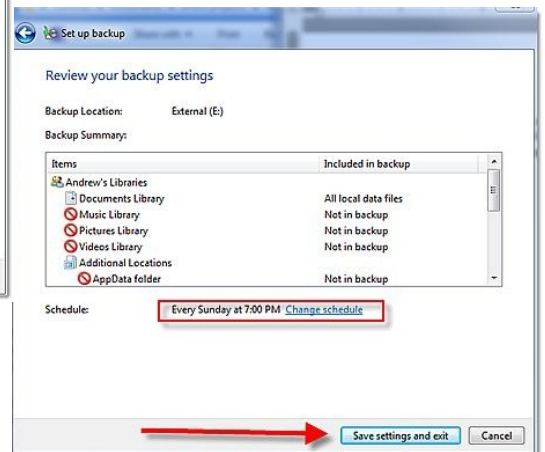 Set up backup
Review your backup settings
Backup Location: External (E:)
Backup Summary:
Items Included in backup
Andrew's Libraries
Documents Library All local data files
Music Library Not in backup
Pictures Library Not in backup
Videos Library Not in backup
Additional Locations
AppData folder Not in backup
Schedule: Every Sunday at 7:00 PM Change schedule
Save settings and exit Cancel